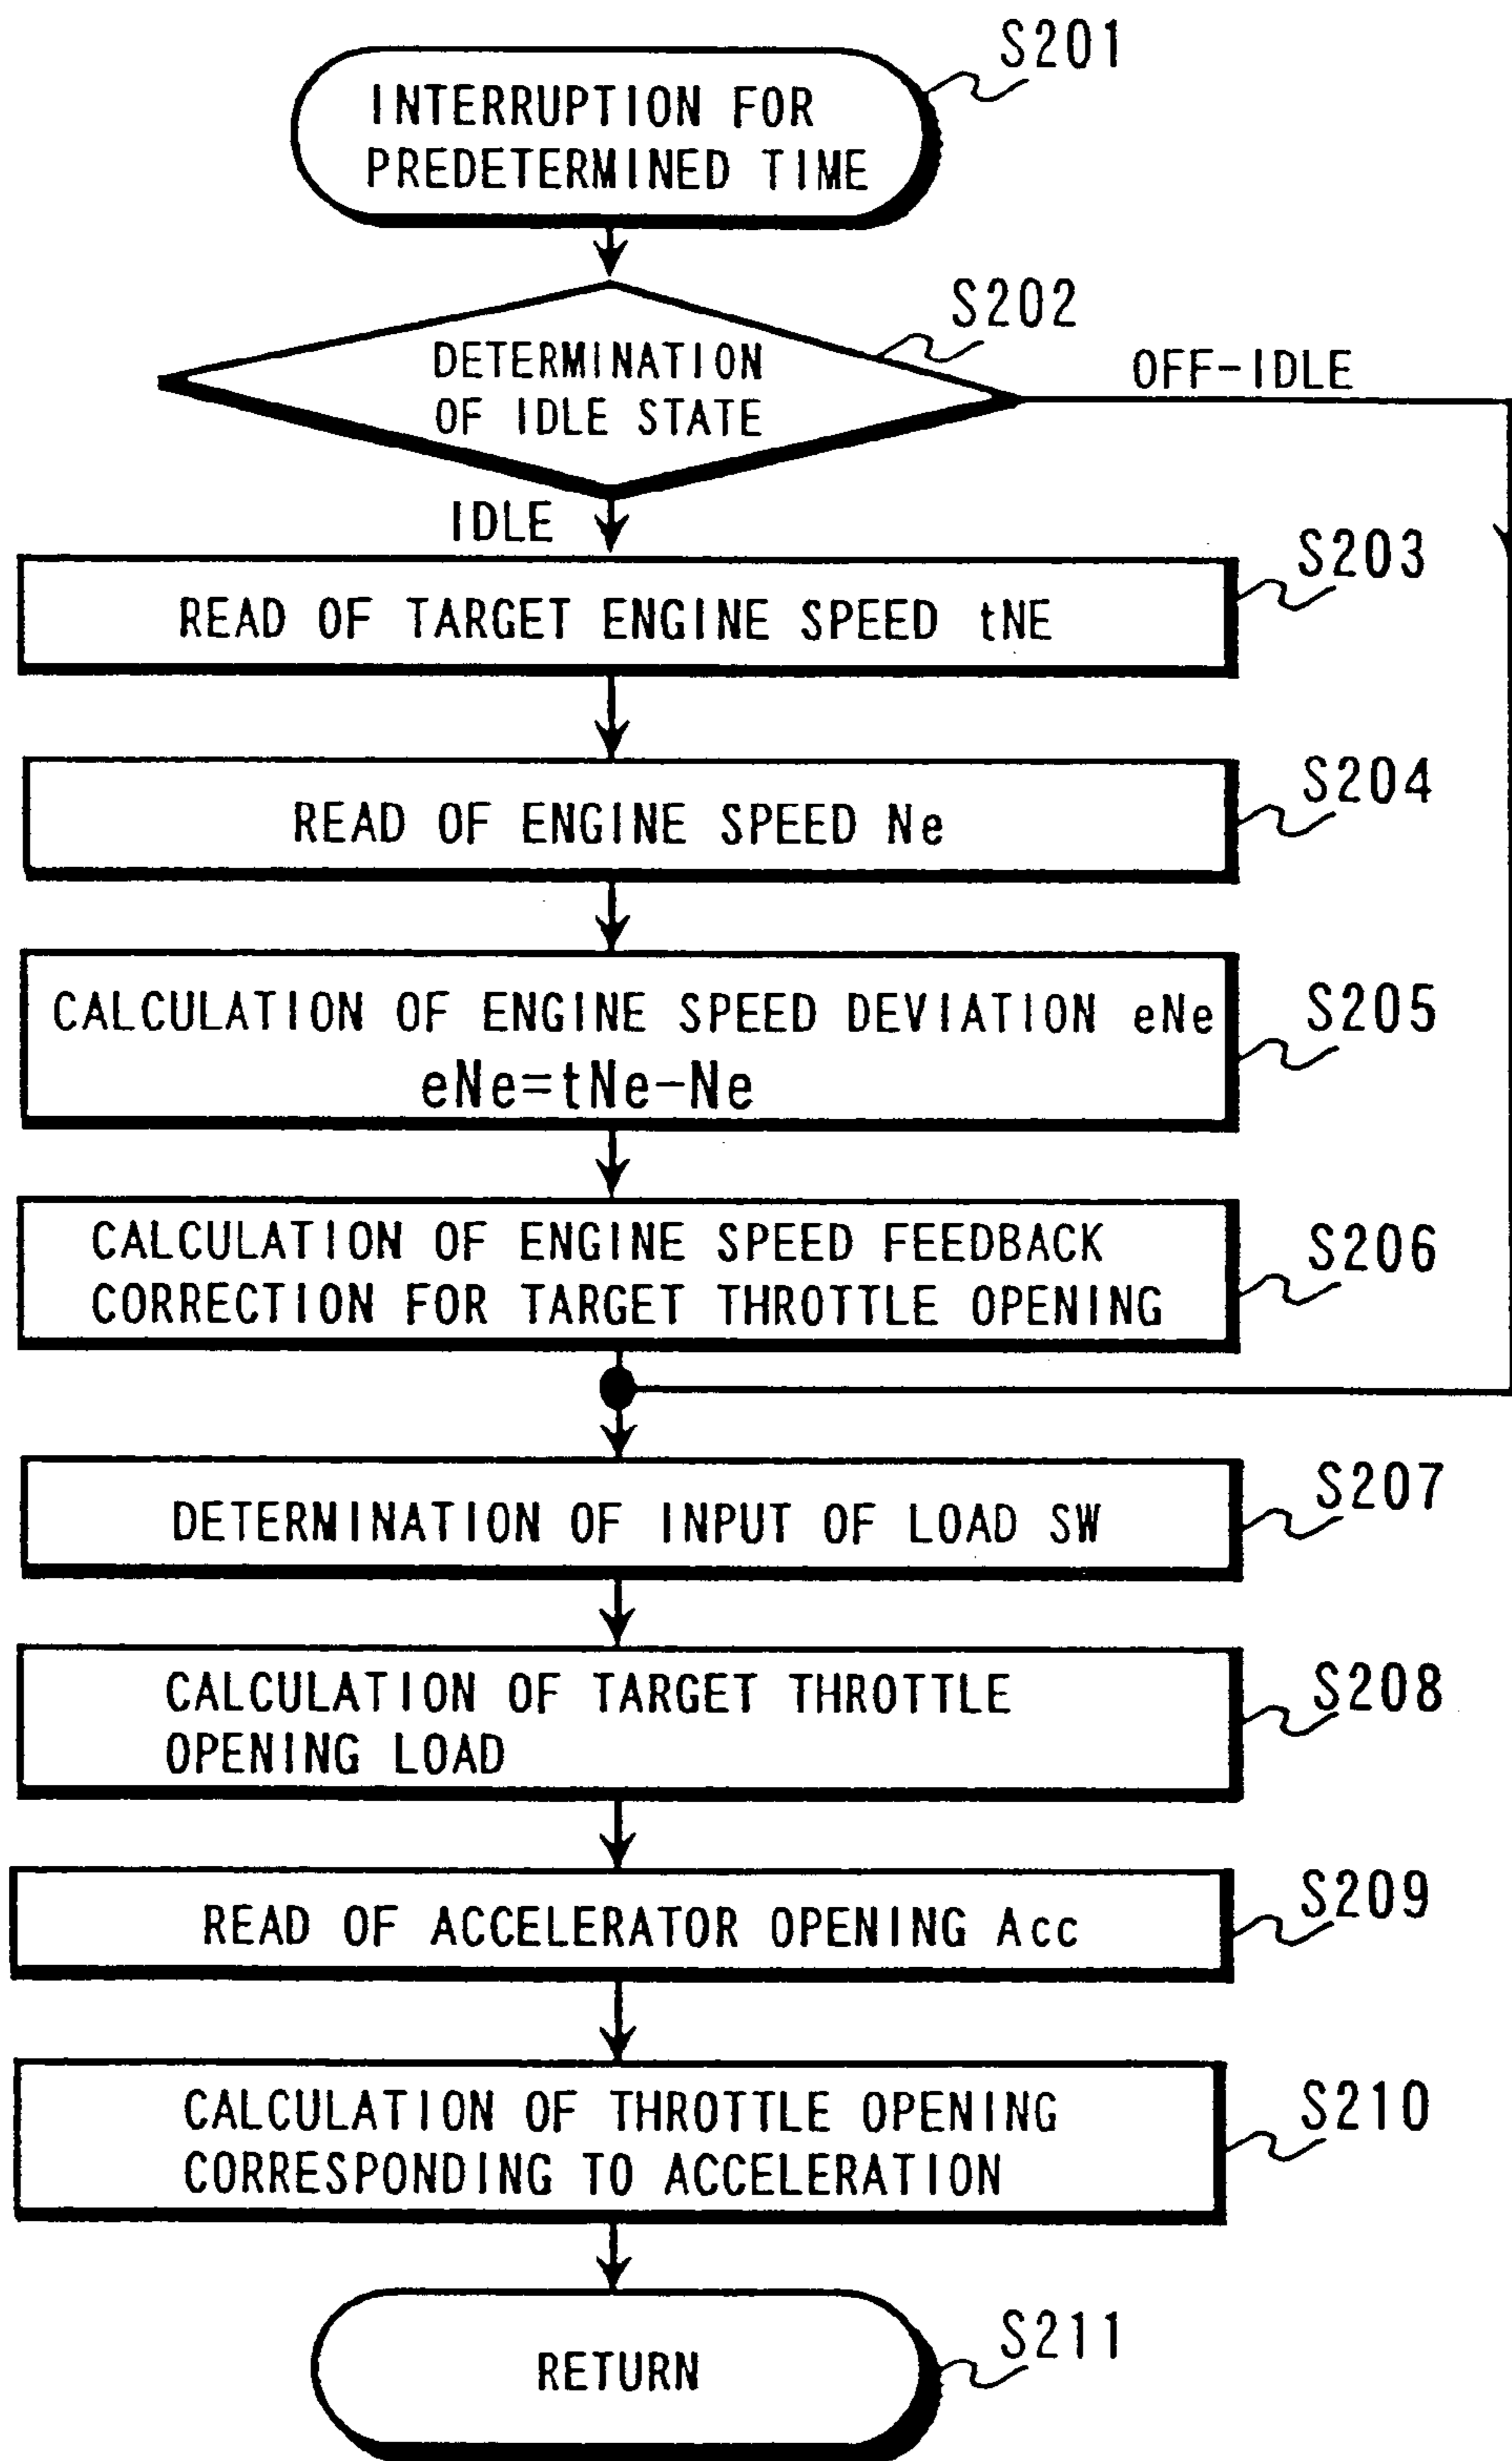 S201
INTERRUPTION FOR
PREDETERMINED TIME
S202
DETERMINATION
OF IDLE STATE
OFF-IDLE
IDLE
S203
READ OF TARGET ENGINE SPEED tNE
S204
READ OF ENGINE SPEED Ne
CALCULATION OF ENGINE SPEED DEVIATION eNe
S205
eNe=tNe-Ne
CALCULATION OF ENGINE SPEED FEEDBACK
CORRECTION FOR TARGET THROTTLE OPENING
S206
S207
DETERMINATION OF INPUT OF LOAD SW
CALCULATION OF TARGET THROTTLE
OPENING LOAD
S208
S209
READ OF ACCELERATOR OPENING Acc
CALCULATION OF THROTTLE OPENING
CORRESPONDING TO ACCELERATION
S210
S211
RETURN